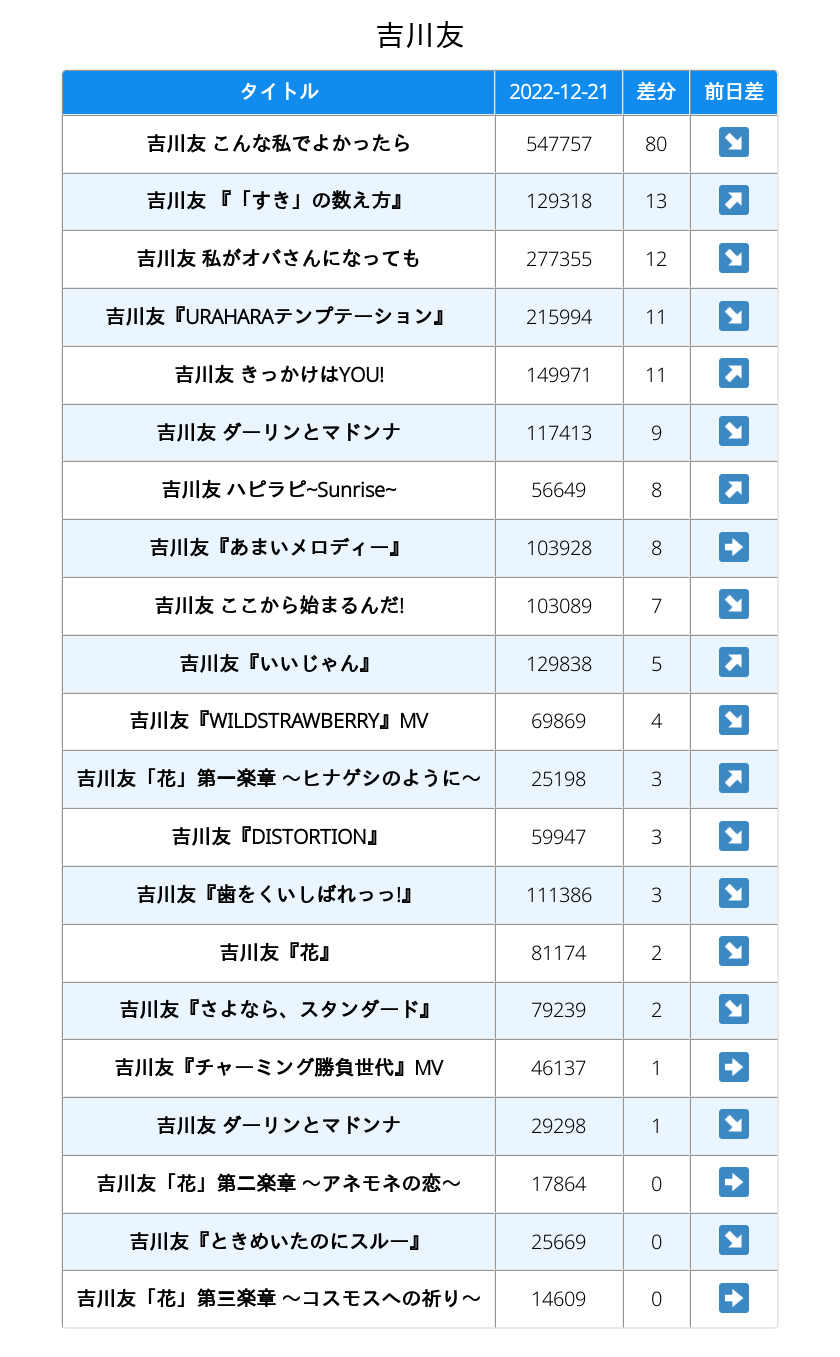 吉川友
タイトル 2022-12-21 差分 前日差
吉川友 こんな私でよかったら 547757 80 ↘
吉川友 『「すき」の数え方』 129318 13 ↗
吉川友 私がオバさんになっても 277355 12 ↘
吉川友『URAHARAテンプテーション』 215994 11 ↘
吉川友 きっかけはYOU! 149971 11 ↗
吉川友 ダーリンとマドンナ 117413 9 ↘
吉川友 ハピラピ~Sunrise~ 56649 8 ↗
吉川友『あまいメロディー』 103928 8 ➡
吉川友 ここから始まるんだ! 103089 7 ↘
吉川友『いいじゃん』 129838 5 ↗
吉川友『WILDSTRAWBERRY』MV 69869 4 ↘
吉川友「花」第一楽章 〜ヒナゲシのように〜 25198 3 ↗
吉川友『DISTORTION』 59947 3 ↘
吉川友『歯をくいしばれっっ!』 111386 3 ↘
吉川友『花』 81174 2 ↘
吉川友『さよなら、スタンダード』 79239 2 ↘
吉川友『チャーミング勝負世代』MV 46137 1 ➡
吉川友 ダーリンとマドンナ 29298 1 ↘
吉川友「花」第二楽章 〜アネモネの恋〜 17864 0 ➡
吉川友『ときめいたのにスルー』 25669 0 ↘
吉川友「花」第三楽章 〜コスモスへの祈り〜 14609 0 ➡